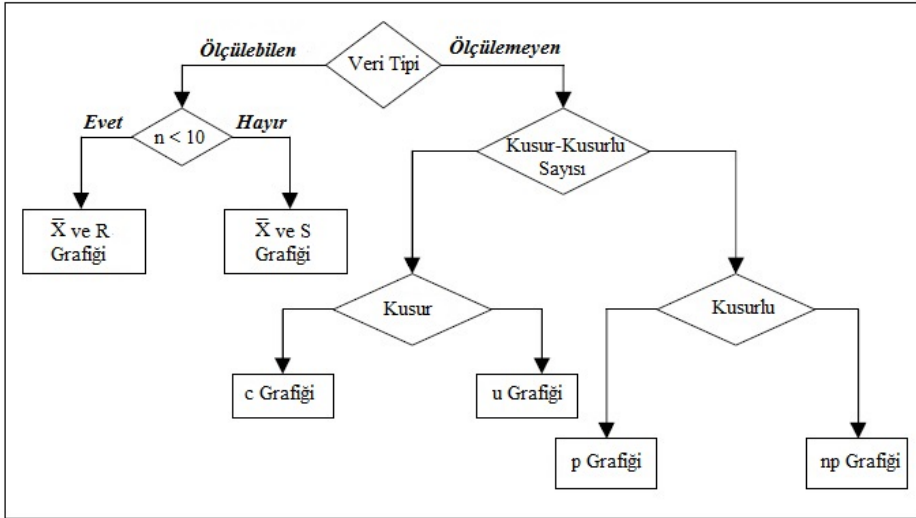 Ölçülebilen
Veri Tipi
Ölçülemeyen
Evet
n < 10
Hayır
Kusur-Kusurlu
Sayısı
X̅ ve R
Grafiği
X̅ ve S
Grafiği
Kusur
Kusurlu
c Grafiği
u Grafiği
p Grafiği
np Grafiği